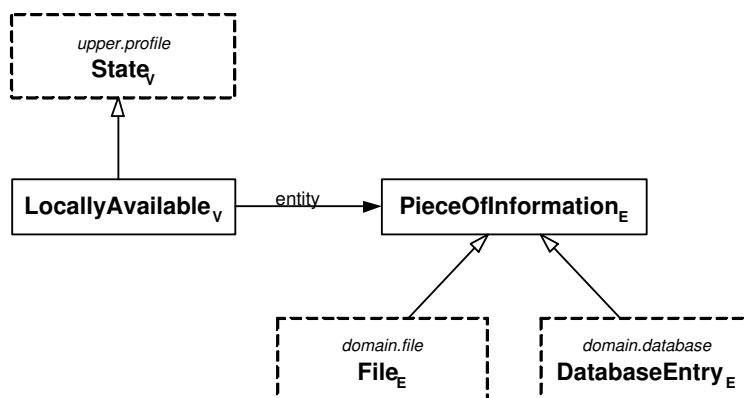 upper.profile
StateV
LocallyAvailableV
entity
PieceOfInformationE
domain.file
FileE
domain.database
DatabaseEntryE